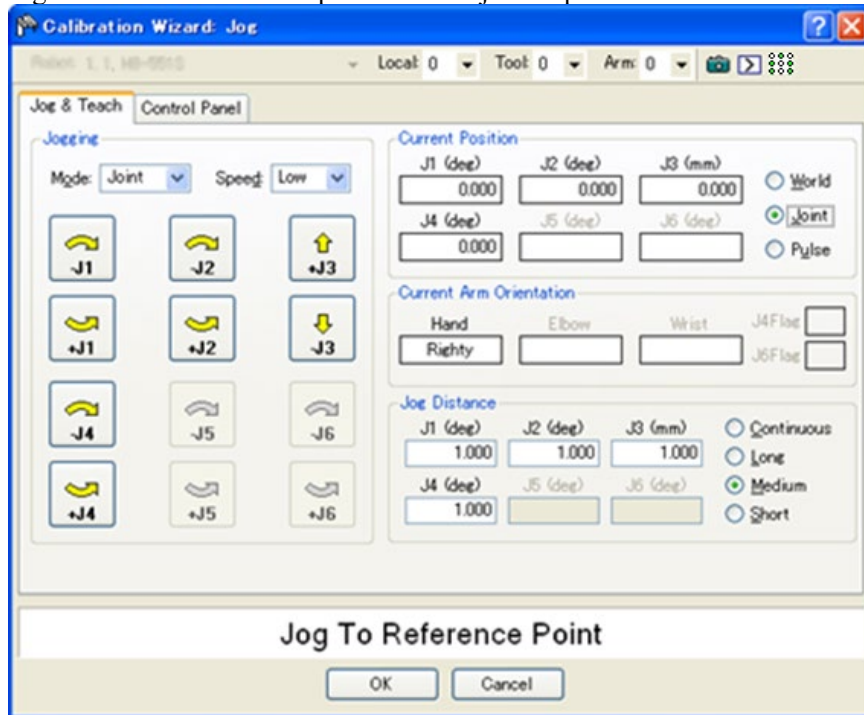 Calibration Wizard: Jog
Robot: 1, 1, Local: 0 Tool: 0 Arm: 0
Jog & Teach Control Panel
Jogging
Mode: Joint Speed: Low
-J1 -J2 +J3
+J1 +J2 -J3
-J4 -J5 -J6
+J4 +J5 +J6
Current Position
J1 (deg) J2 (deg) J3 (mm)
0.000 0.000 0.000
World
J4 (deg) J5 (deg) J6 (deg)
Joint
0.000
Pulse
Current Arm Orientation
Hand Elbow Wrist J4Flag
Righty
J6Flag
Jog Distance
J1 (deg) J2 (deg) J3 (mm) Continuous
1.000 1.000 1.000
Long
J4 (deg) J5 (deg) J6 (deg) Medium
1.000
Short
Jog To Reference Point
OK Cancel